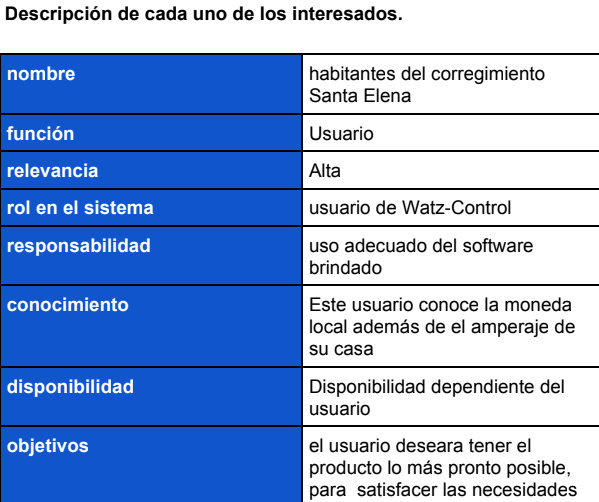 Descripción de cada uno de los interesados.
nombre
habitantes del corregimiento
Santa Elena
función
Usuario
relevancia
Alta
rol en el sistema
usuario de Watz-Control
responsabilidad
uso adecuado del software
brindado
conocimiento
Este usuario conoce la moneda
local además de el amperaje de
su casa
disponibilidad
Disponibilidad dependiente del
usuario
objetivos
el usuario deseara tener el
producto lo más pronto posible,
para satisfacer las necesidades